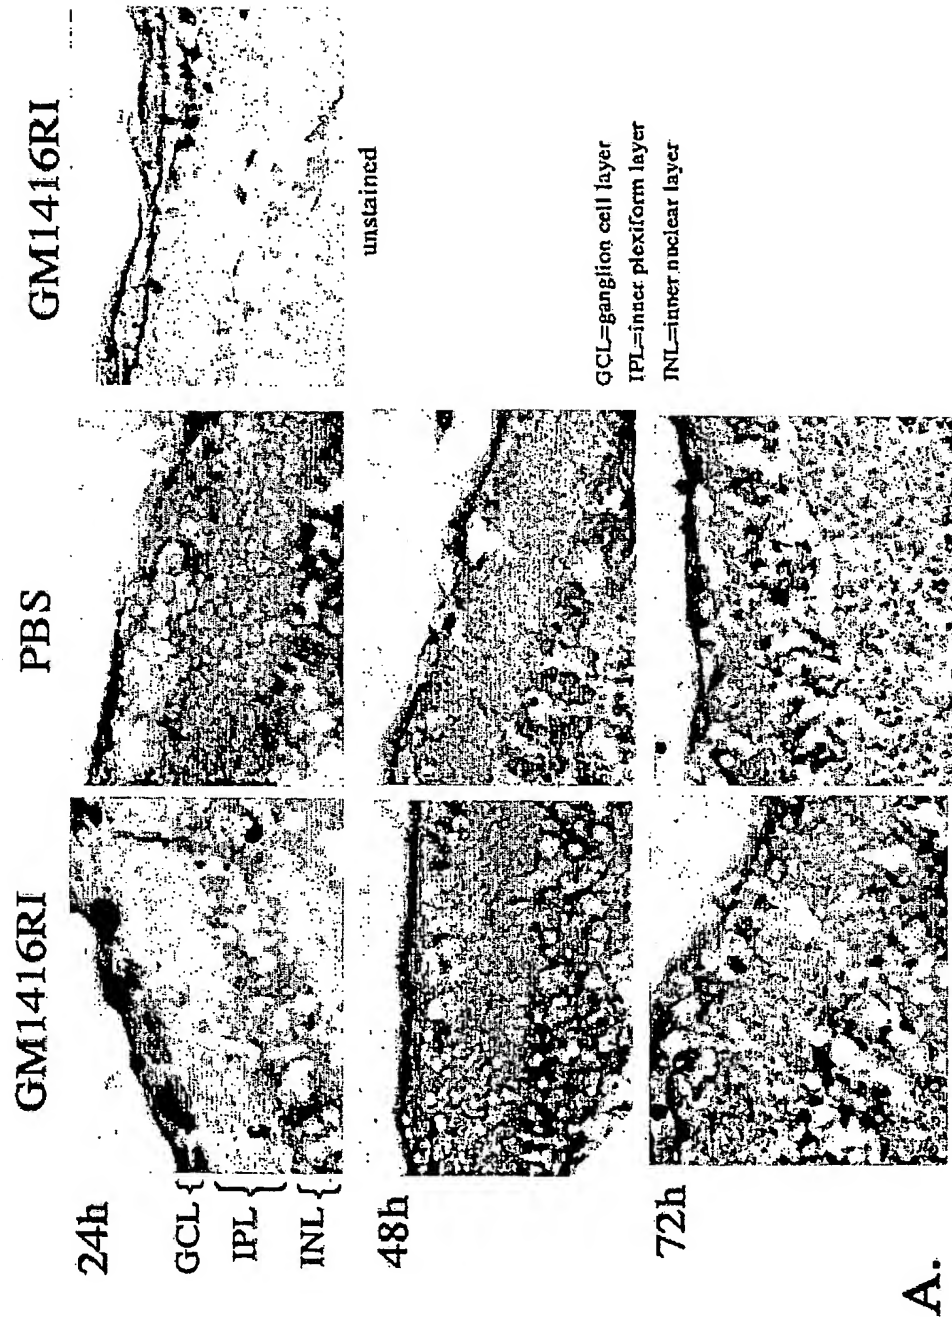 GM1416RI
PBS
GM1416RI
24h
GCL {
IPL {
INL {
unstained
48h
GCL=ganglion cell layer
IPL=inner plexiform layer
INL=inner nuclear layer
72h
A.